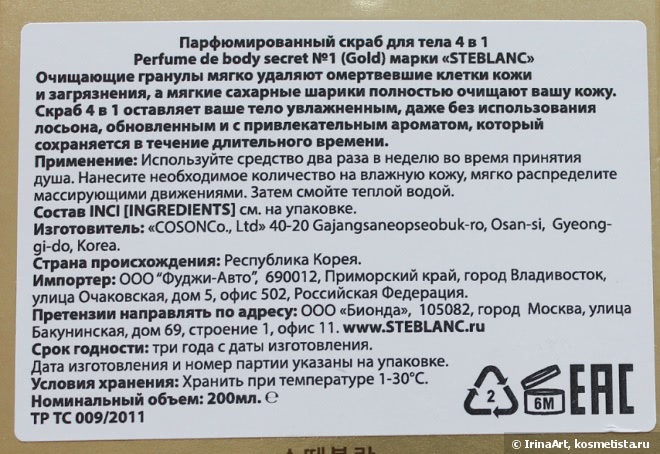 Парфюмированный скраб для тела 4 в 1
Perfume de body secret №1 (Gold) марки «STEBLANC»
Очищающие гранулы мягко удаляют омертвевшие клетки кожи
и загрязнения, а мягкие сахарные шарики полностью очищают вашу кожу.
Скраб 4 в 1 оставляет ваше тело увлажненным, даже без использования
лосьона, обновленным и с привлекательным ароматом, который
сохраняется в течение длительного времени.
Применение: Используйте средство два раза в неделю во время принятия
душа. Нанесите необходимое количество на влажную кожу, мягко распределите
массирующими движениями. Затем смойте теплой водой.
Состав INCI [INGREDIENTS] см. на упаковке.
Изготовитель: «COSONCo., Ltd» 40-20 Gajangsaneopseobuk-ro, Osan-si, Gyeong-
gi-do, Korea.
Страна происхождения: Республика Корея.
Импортер: ООО "Фуджи-Авто", 690012, Приморский край, город Владивосток,
улица Очаковская, дом 5, офис 502, Российская Федерация.
Претензии направлять по адресу: ООО «Бионда», 105082, город Москва, улица
Бакунинская, дом 69, строение 1, офис 11. www.STEBLANC.ru
Срок годности: три года с даты изготовления.
Дата изготовления и номер партии указаны на упаковке.
Условия хранения: Хранить при температуре 1-30°С.
Номинальный объем: 200мл. ℮
ТР ТС 009/2011
2
6M
EAC
© IrinaArt, kosmetista.ru